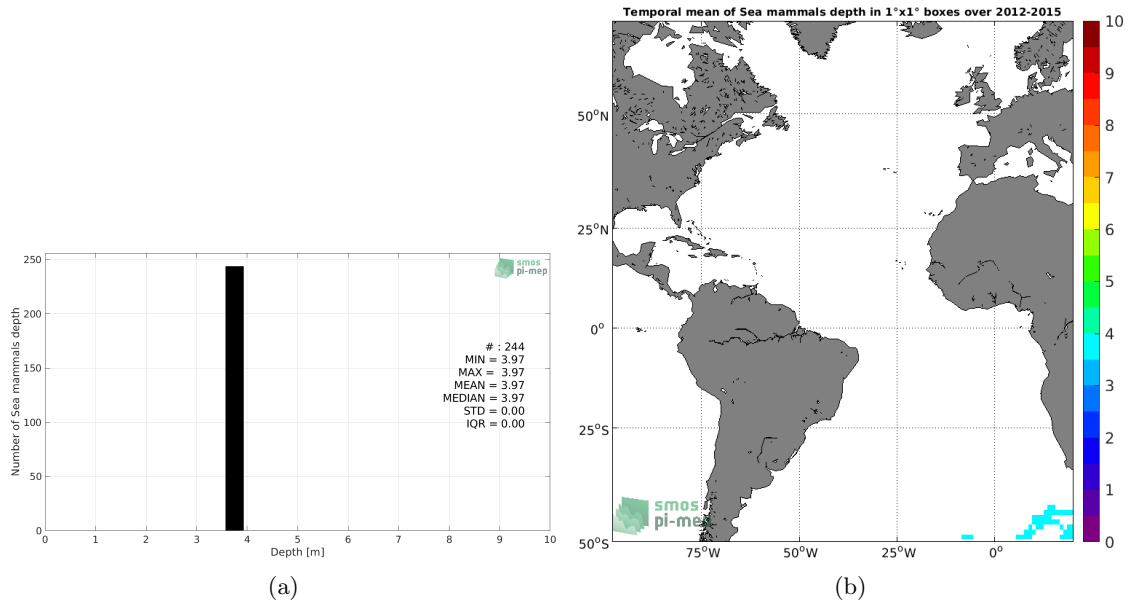 250
200
150
100
50
0
Number of Sea mammals depth
smos
pi-mep
# : 244
MIN = 3.97
MAX = 3.97
MEAN = 3.97
MEDIAN = 3.97
STD = 0.00
IQR = 0.00
0 1 2 3 4 5 6 7 8 9 10
Depth [m]
(a)
Temporal mean of Sea mammals depth in 1°x1° boxes over 2012-2015
50°N
25°N
0°
25°S
50°S
smos
pi-mep
75°W 50°W 25°W 0°
10
9
8
7
6
5
4
3
2
1
0
(b)